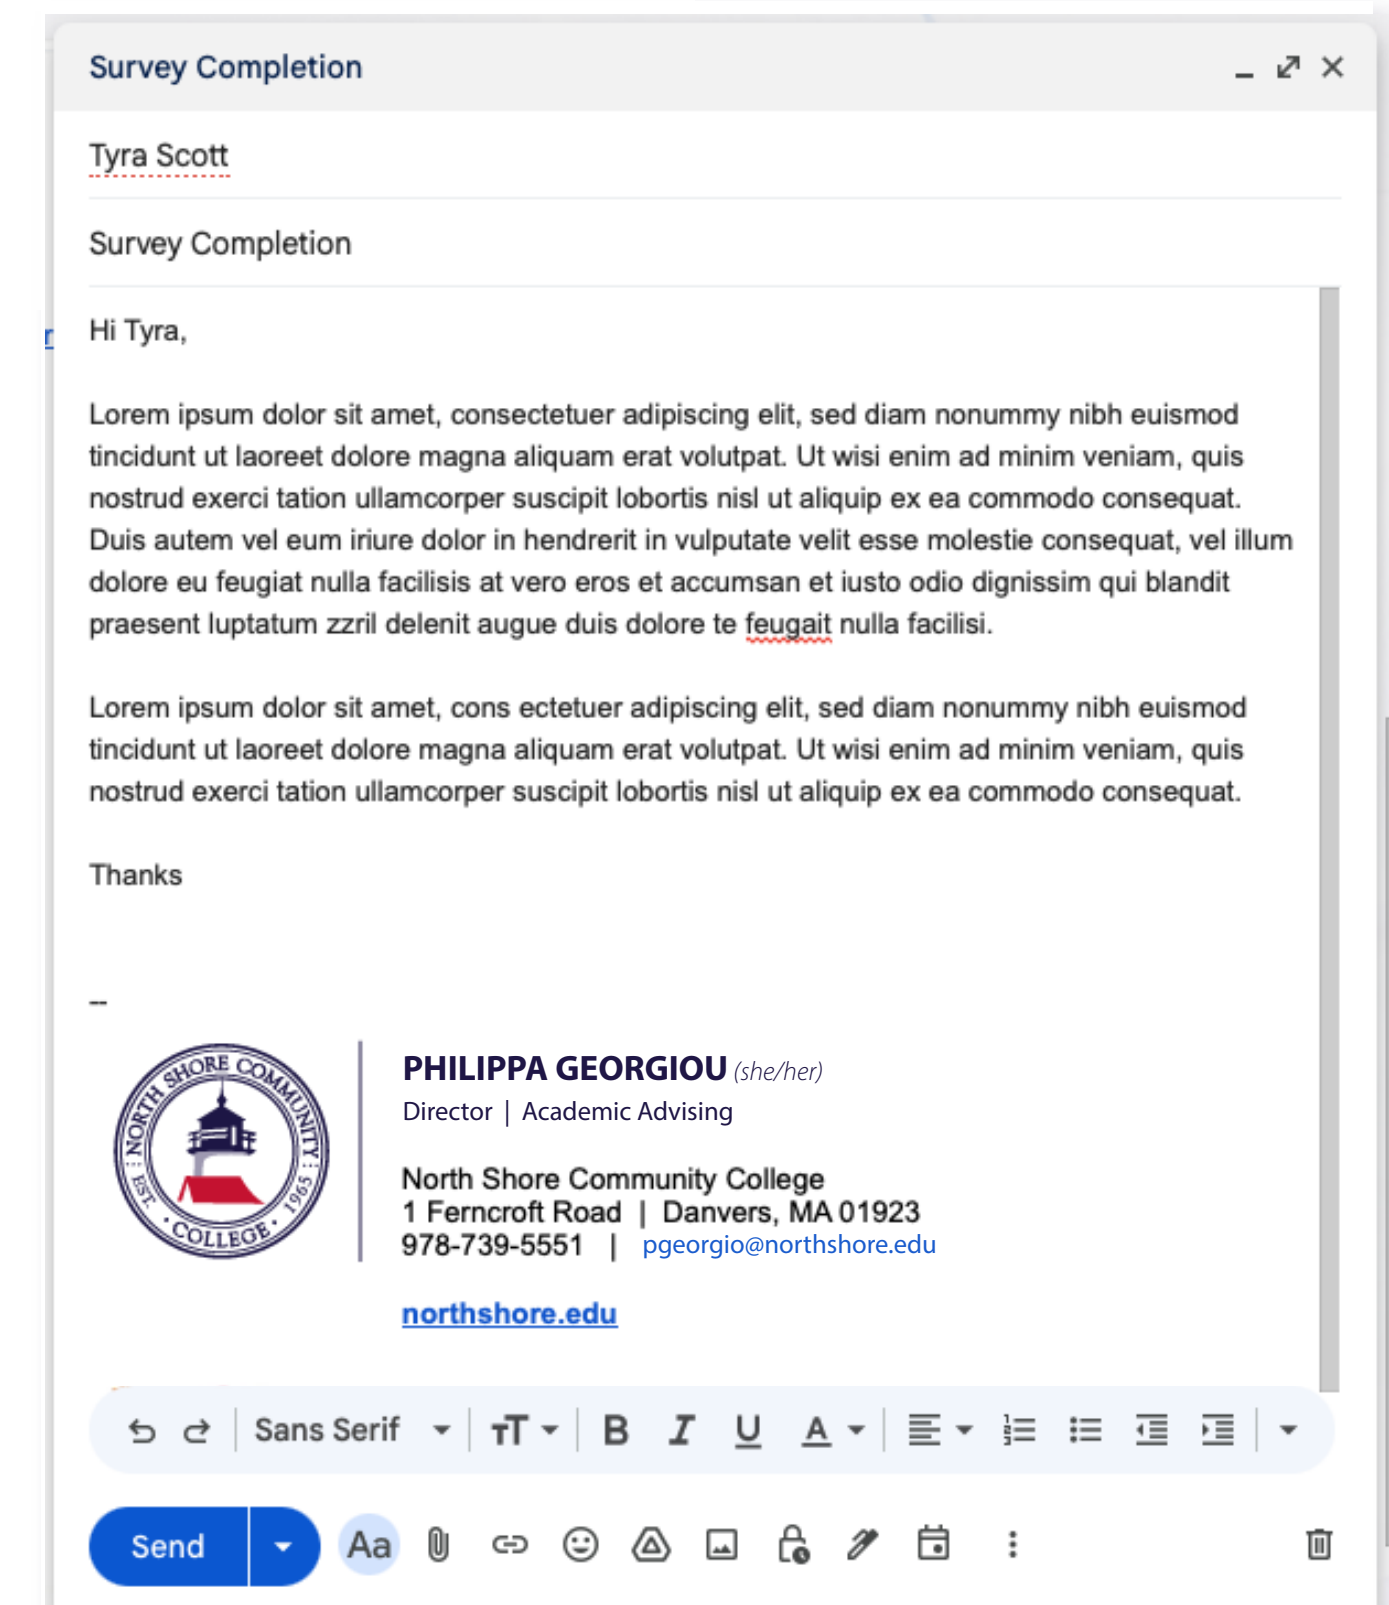 Survey Completion
Tyra Scott
Survey Completion
Hi Tyra,
Lorem ipsum dolor sit amet, consectetuer adipiscing elit, sed diam nonummy nibh euismod
tincidunt ut laoreet dolore magna aliquam erat volutpat. Ut wisi enim ad minim veniam, quis
nostrud exerci tation ullamcorper suscipit lobortis nisl ut aliquip ex ea commodo consequat.
Duis autem vel eum iriure dolor in hendrerit in vulputate velit esse molestie consequat, vel illum
dolore eu feugiat nulla facilisis at vero eros et accumsan et iusto odio dignissim qui blandit
praesent luptatum zzril delenit augue duis dolore te feugait nulla facilisi.
Lorem ipsum dolor sit amet, cons ectetuer adipiscing elit, sed diam nonummy nibh euismod
tincidunt ut laoreet dolore magna aliquam erat volutpat. Ut wisi enim ad minim veniam, quis
nostrud exerci tation ullamcorper suscipit lobortis nisl ut aliquip ex ea commodo consequat.
Thanks
--
NORTH SHORE COMMUNITY
EST. · COLLEGE · 1965
PHILIPPA GEORGIOU (she/her)
Director | Academic Advising
North Shore Community College
1 Ferncroft Road | Danvers, MA 01923
978-739-5551 | pgeorgio@northshore.edu
northshore.edu
Sans Serif
Send Aa